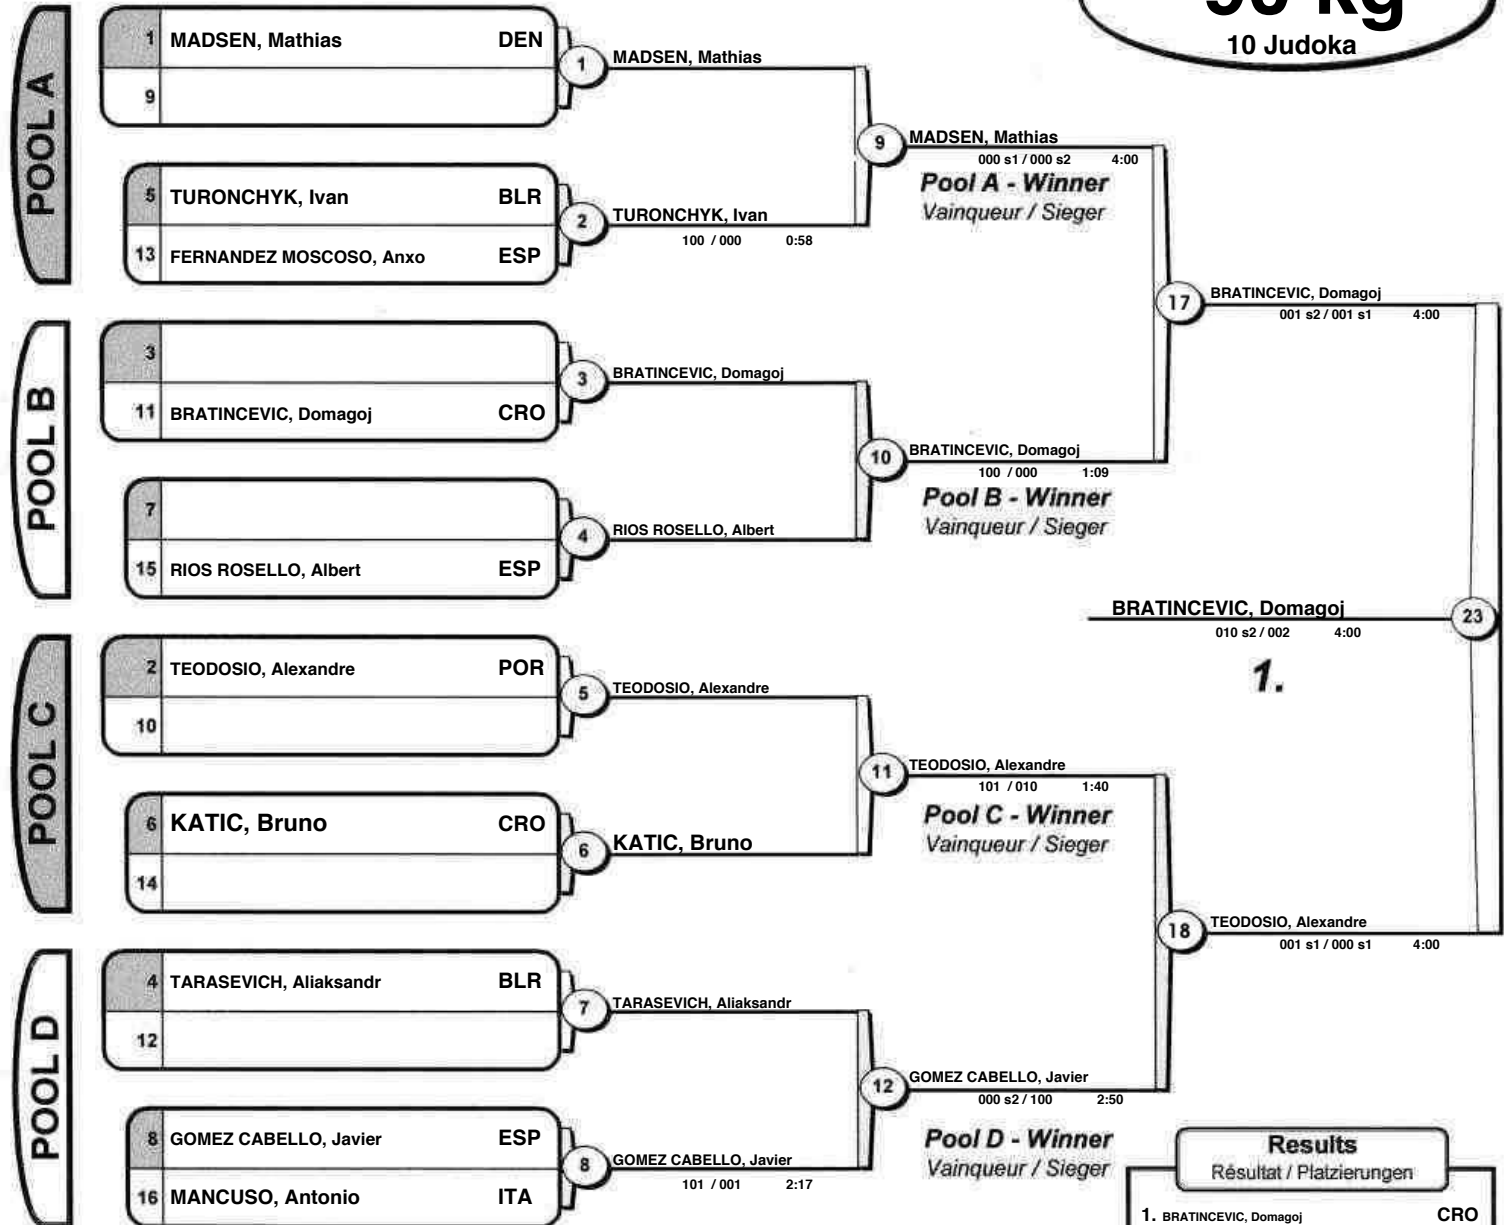 10 Judoka
POOL A
1 MADSEN, Mathias DEN
9
1 MADSEN, Mathias
5 TURONCHYK, Ivan BLR
13 FERNANDEZ MOSCOSO, Anxo ESP
2 TURONCHYK, Ivan
100 / 000 0:58
9 MADSEN, Mathias
000 s1 / 000 s2 4:00
Pool A - Winner
Vainqueur / Sieger
POOL B
3
11 BRATINCEVIC, Domagoj CRO
3 BRATINCEVIC, Domagoj
7
15 RIOS ROSELLO, Albert ESP
4 RIOS ROSELLO, Albert
10 BRATINCEVIC, Domagoj
100 / 000 1:09
Pool B - Winner
Vainqueur / Sieger
17 BRATINCEVIC, Domagoj
001 s2 / 001 s1 4:00
BRATINCEVIC, Domagoj 23
010 s2 / 002 4:00
1.
POOL C
2 TEODOSIO, Alexandre POR
10
5 TEODOSIO, Alexandre
6 KATIC, Bruno CRO
14
6 KATIC, Bruno
11 TEODOSIO, Alexandre
101 / 010 1:40
Pool C - Winner
Vainqueur / Sieger
18 TEODOSIO, Alexandre
001 s1 / 000 s1 4:00
POOL D
4 TARASEVICH, Aliaksandr BLR
12
7 TARASEVICH, Aliaksandr
8 GOMEZ CABELLO, Javier ESP
16 MANCUSO, Antonio ITA
8 GOMEZ CABELLO, Javier
101 / 001 2:17
12 GOMEZ CABELLO, Javier
000 s2 / 100 2:50
Pool D - Winner
Vainqueur / Sieger
Results
Résultat / Platzierungen
1. BRATINCEVIC, Domagoj CRO